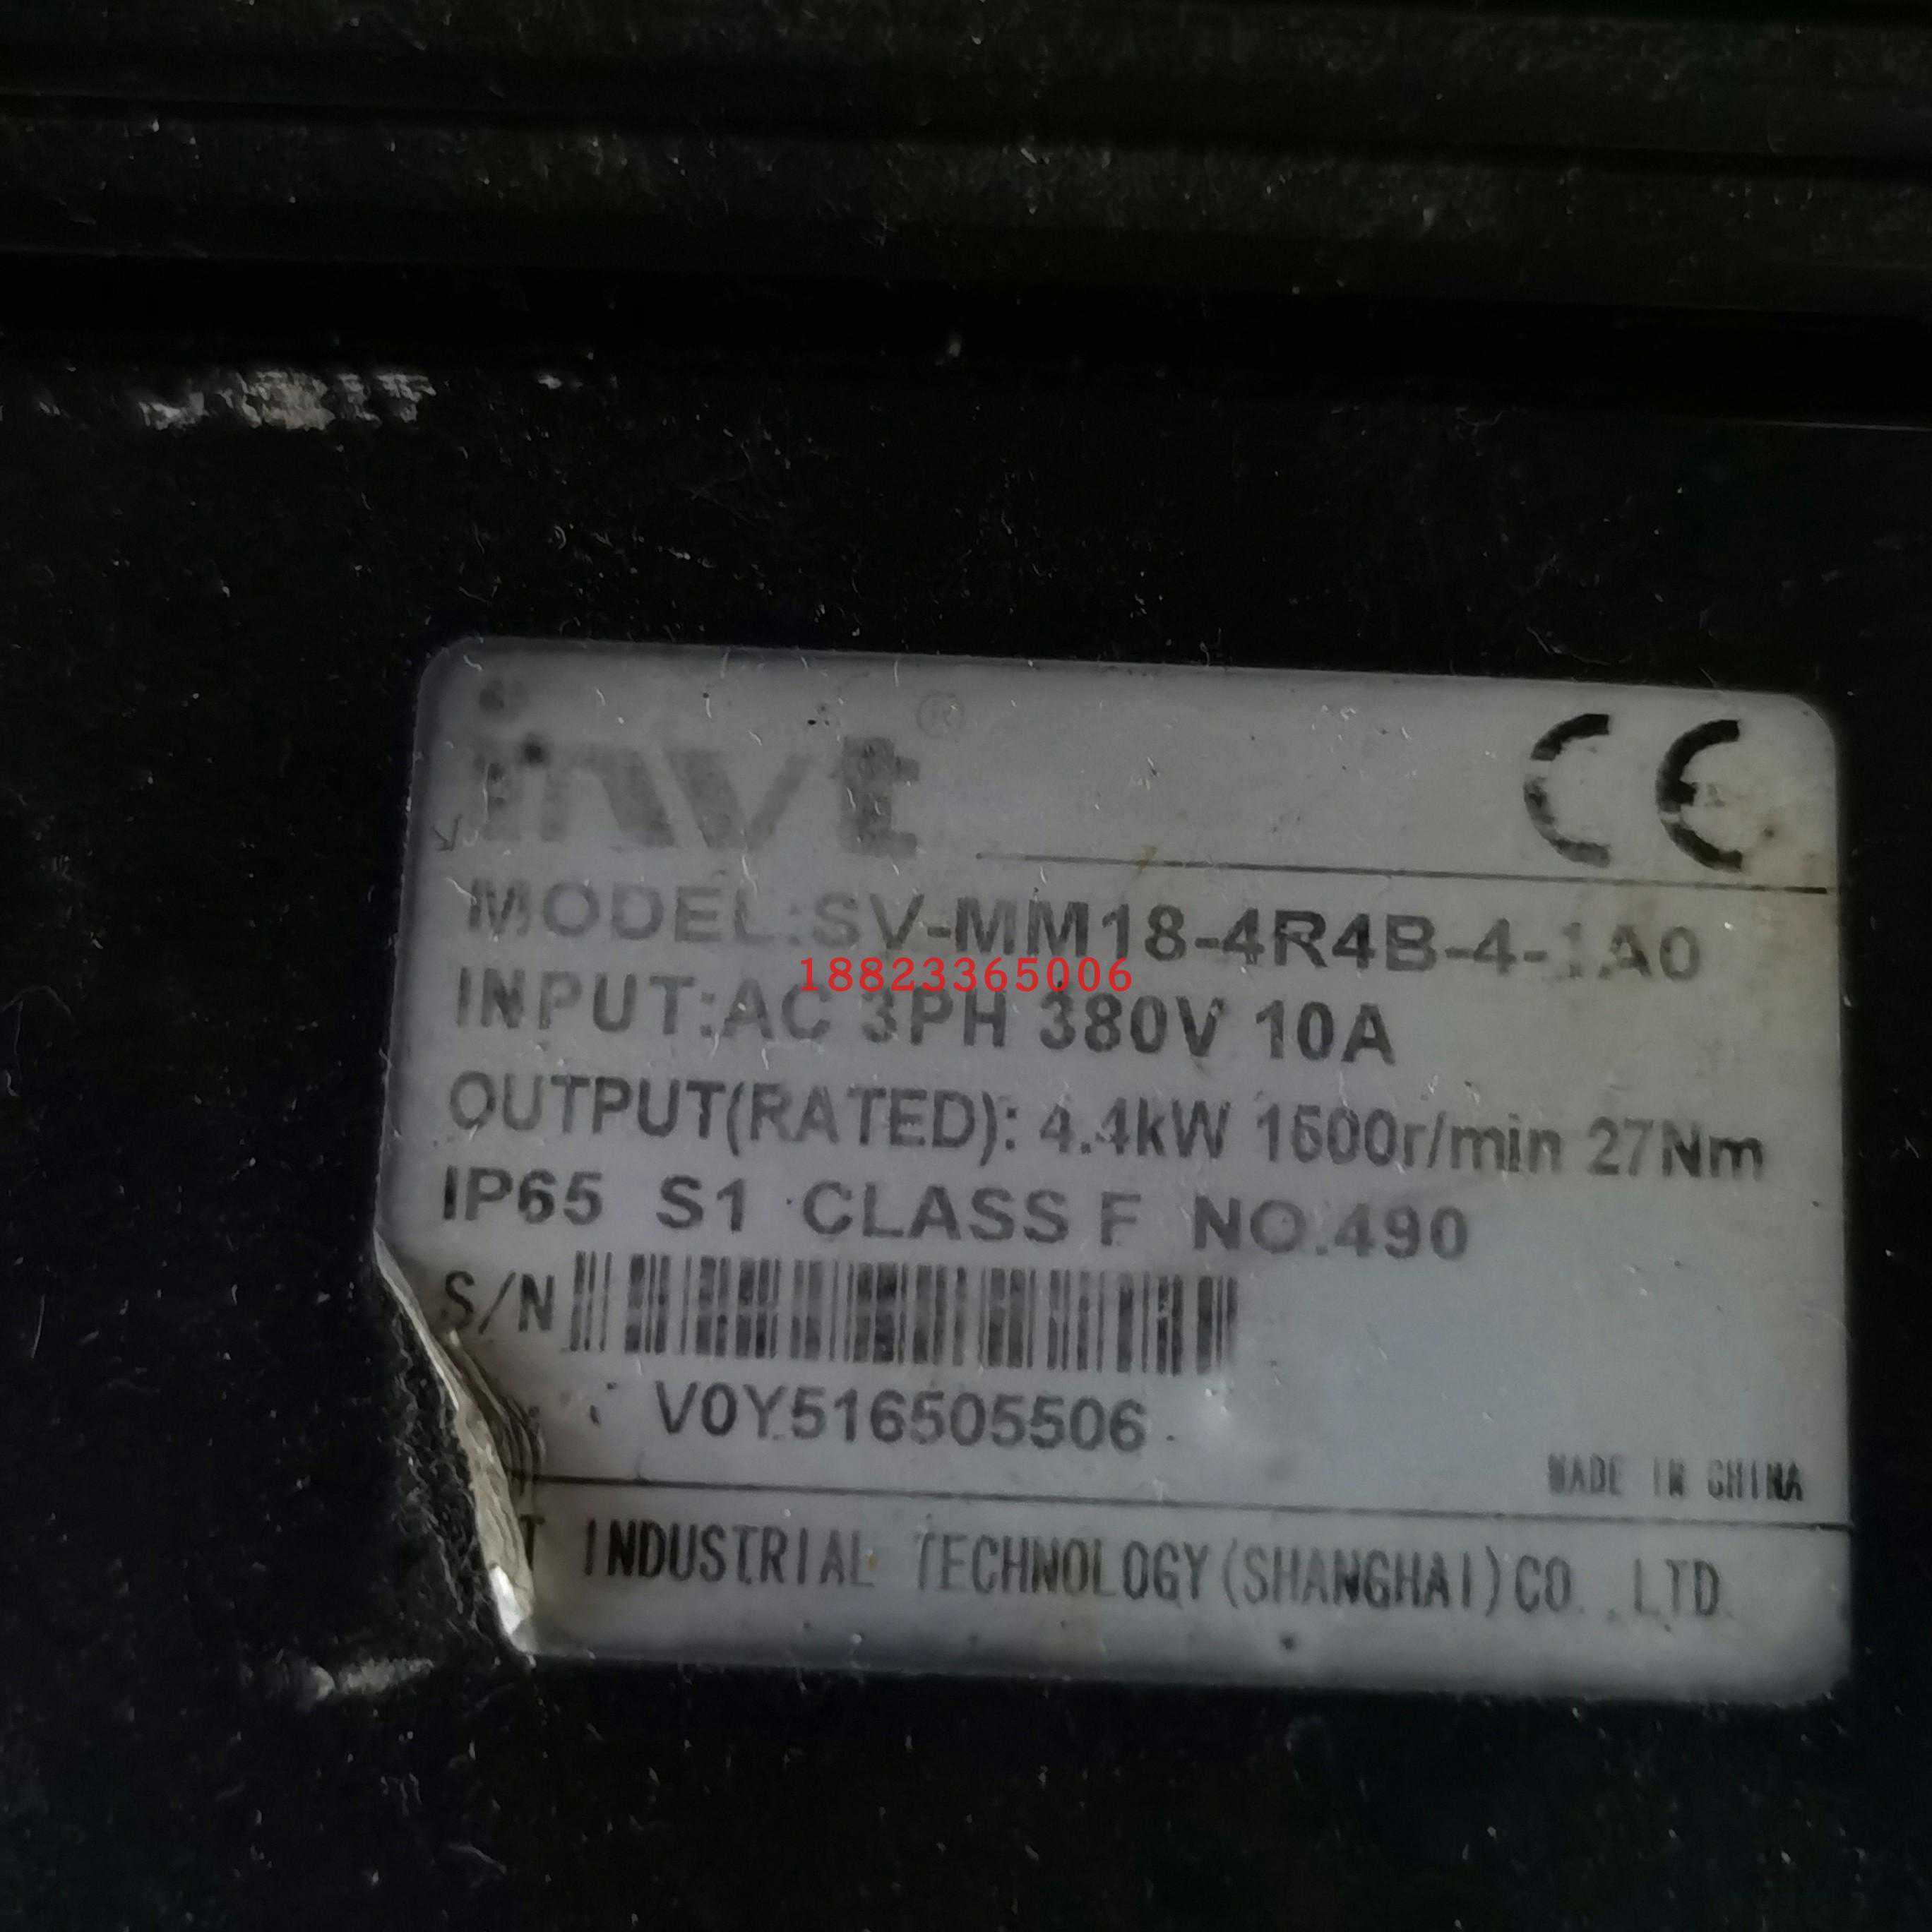 invt®
CE
MODEL:SV-MM18-4R4B-4-1A0
18823365006
INPUT:AC 3PH 380V 10A
OUTPUT(RATED): 4.4kW 1500r/min 27Nm
IP65 S1 CLASS F NO.490
S/N
V0Y516505506
MADE IN CHINA
T INDUSTRIAL TECHNOLOGY(SHANGHAI)CO.,LTD.